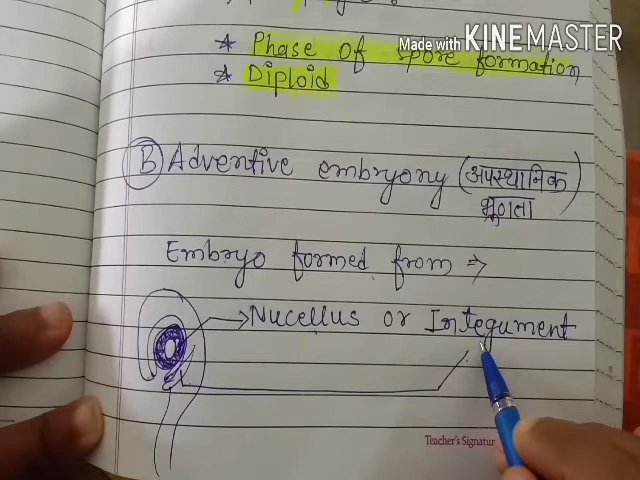 Made with KINEMASTER
* Phase of spore formation
* Diploid
(B) Adventive embryony (अपस्थानिक
भ्रूणता)
Embryo formed from ⇒
Nucellus or Integument
Teacher's Signatur